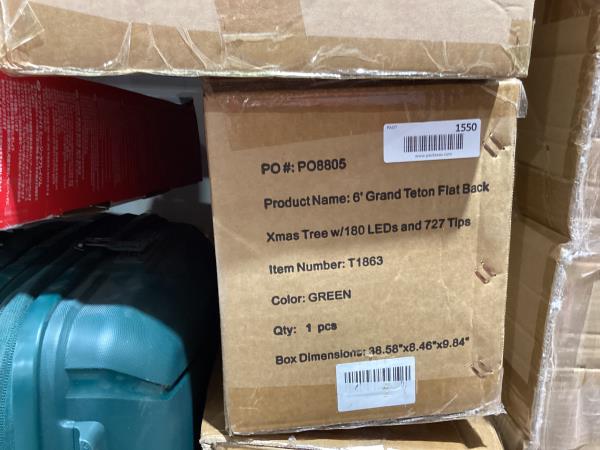 1550
PO #: PO8805
Product Name: 6' Grand Teton Flat Back
Xmas Tree w/180 LEDs and 727 Tips
Item Number: T1863
Color: GREEN
Qty: 1 pcs
Box Dimensions: 38.58"x8.46"x9.84"